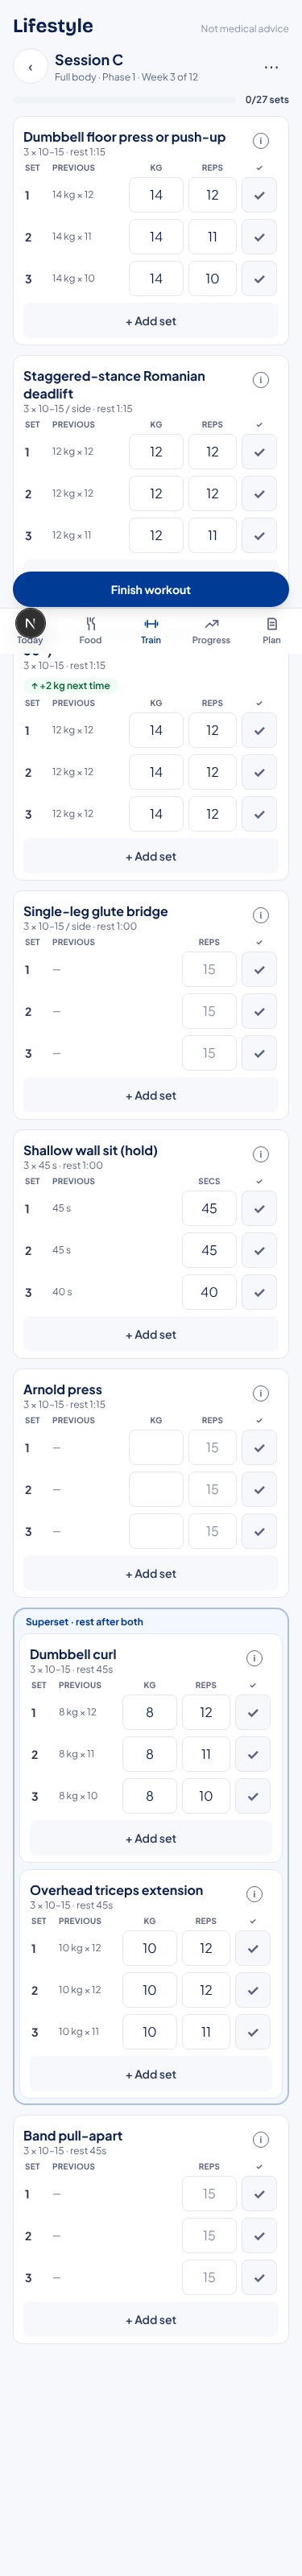 Lifestyle
Not medical advice
Session C
Full body · Phase 1 · Week 3 of 12
0/27 sets
Dumbbell floor press or push-up
3 × 10–15 · rest 1:15
SET PREVIOUS KG REPS ✓
1 14 kg × 12 14 12 ✓
2 14 kg × 11 14 11 ✓
3 14 kg × 10 14 10 ✓
+ Add set
Staggered-stance Romanian
deadlift
3 × 10–15 / side · rest 1:15
SET PREVIOUS KG REPS ✓
1 12 kg × 12 12 12 ✓
2 12 kg × 12 12 12 ✓
3 12 kg × 11 12 11 ✓
Finish workout
N
Today Food Train Progress Plan
3 × 10–15 · rest 1:15
↑ +2 kg next time
SET PREVIOUS KG REPS ✓
1 12 kg × 12 14 12 ✓
2 12 kg × 12 14 12 ✓
3 12 kg × 12 14 12 ✓
+ Add set
Single-leg glute bridge
3 × 10–15 / side · rest 1:00
SET PREVIOUS REPS ✓
1 – 15 ✓
2 – 15 ✓
3 – 15 ✓
+ Add set
Shallow wall sit (hold)
3 × 45 s · rest 1:00
SET PREVIOUS SECS ✓
1 45 s 45 ✓
2 45 s 45 ✓
3 40 s 40 ✓
+ Add set
Arnold press
3 × 10–15 · rest 1:15
SET PREVIOUS KG REPS ✓
1 – 15 ✓
2 – 15 ✓
3 – 15 ✓
+ Add set
Superset · rest after both
Dumbbell curl
3 × 10–15 · rest 45s
SET PREVIOUS KG REPS ✓
1 8 kg × 12 8 12 ✓
2 8 kg × 11 8 11 ✓
3 8 kg × 10 8 10 ✓
+ Add set
Overhead triceps extension
3 × 10–15 · rest 45s
SET PREVIOUS KG REPS ✓
1 10 kg × 12 10 12 ✓
2 10 kg × 12 10 12 ✓
3 10 kg × 11 10 11 ✓
+ Add set
Band pull-apart
3 × 10–15 · rest 45s
SET PREVIOUS REPS ✓
1 – 15 ✓
2 – 15 ✓
3 – 15 ✓
+ Add set